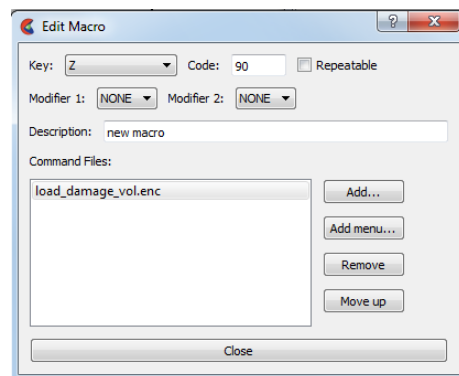 Edit Macro ? X
Key: Z Code: 90 Repeatable
Modifier 1: NONE Modifier 2: NONE
Description: new macro
Command Files:
load_damage_vol.enc
Add...
Add menu...
Remove
Move up
Close